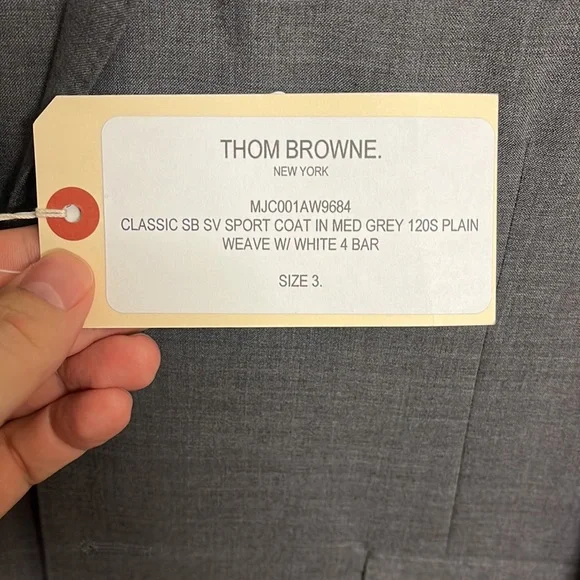 THOM BROWNE.
NEW YORK
MJC001AW9684
CLASSIC SB SV SPORT COAT IN MED GREY 120S PLAIN
WEAVE W/ WHITE 4 BAR
SIZE 3.